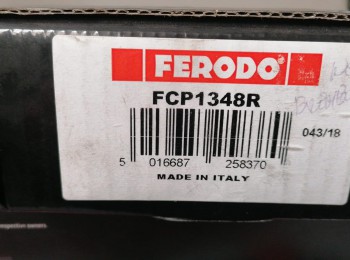 FERODO
FCP1348R
043/18
5 016687 258370
MADE IN ITALY